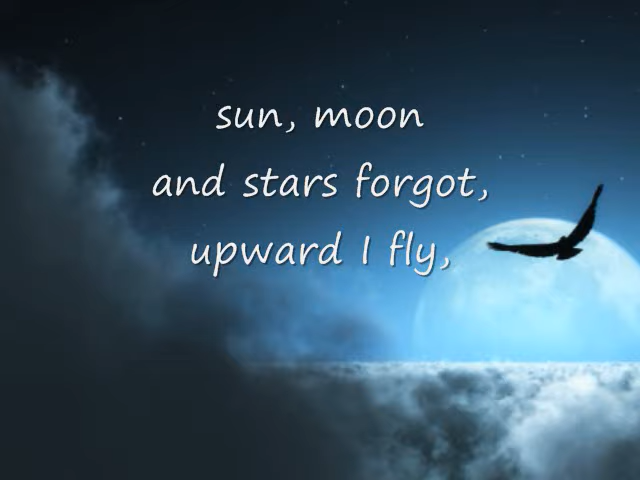 sun, moon
and stars forgot,
upward I fly,